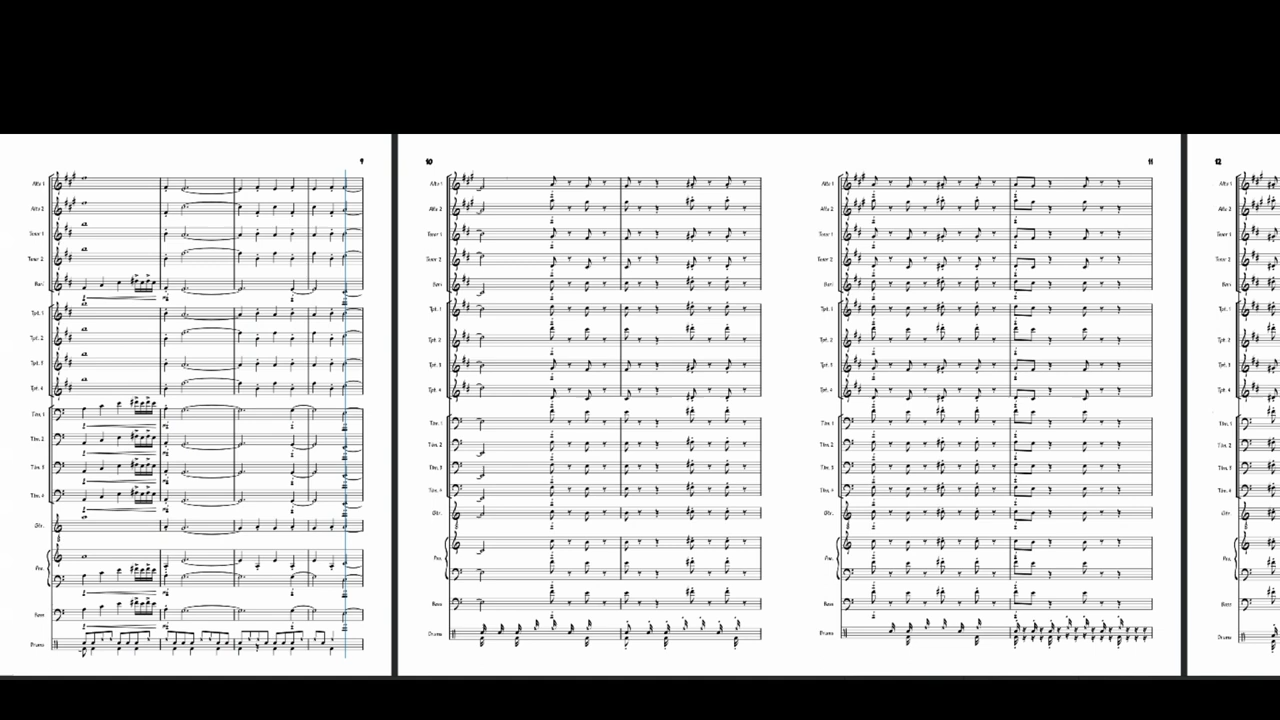 9
Alto 1
Alto 2
Tenor 1
Tenor 2
Bari
Tpt. 1
Tpt. 2
Tpt. 3
Tpt. 4
Tbn. 1
Tbn. 2
Tbn. 3
Tbn. 4
Gtr.
Pno.
Bass
Drums
10
Alto 1
Alto 2
Tenor 1
Tenor 2
Bari
Tpt. 1
Tpt. 2
Tpt. 3
Tpt. 4
Tbn. 1
Tbn. 2
Tbn. 3
Tbn. 4
Gtr.
Pno.
Bass
Drums
11
Alto 1
Alto 2
Tenor 1
Tenor 2
Bari
Tpt. 1
Tpt. 2
Tpt. 3
Tpt. 4
Tbn. 1
Tbn. 2
Tbn. 3
Tbn. 4
Gtr.
Pno.
Bass
Drums
12
Alto 1
Alto 2
Tenor 1
Tenor 2
Bari
Tpt. 1
Tpt. 2
Tpt. 3
Tpt. 4
Tbn. 1
Tbn. 2
Tbn. 3
Tbn. 4
Gtr.
Pno.
Bass
Drums